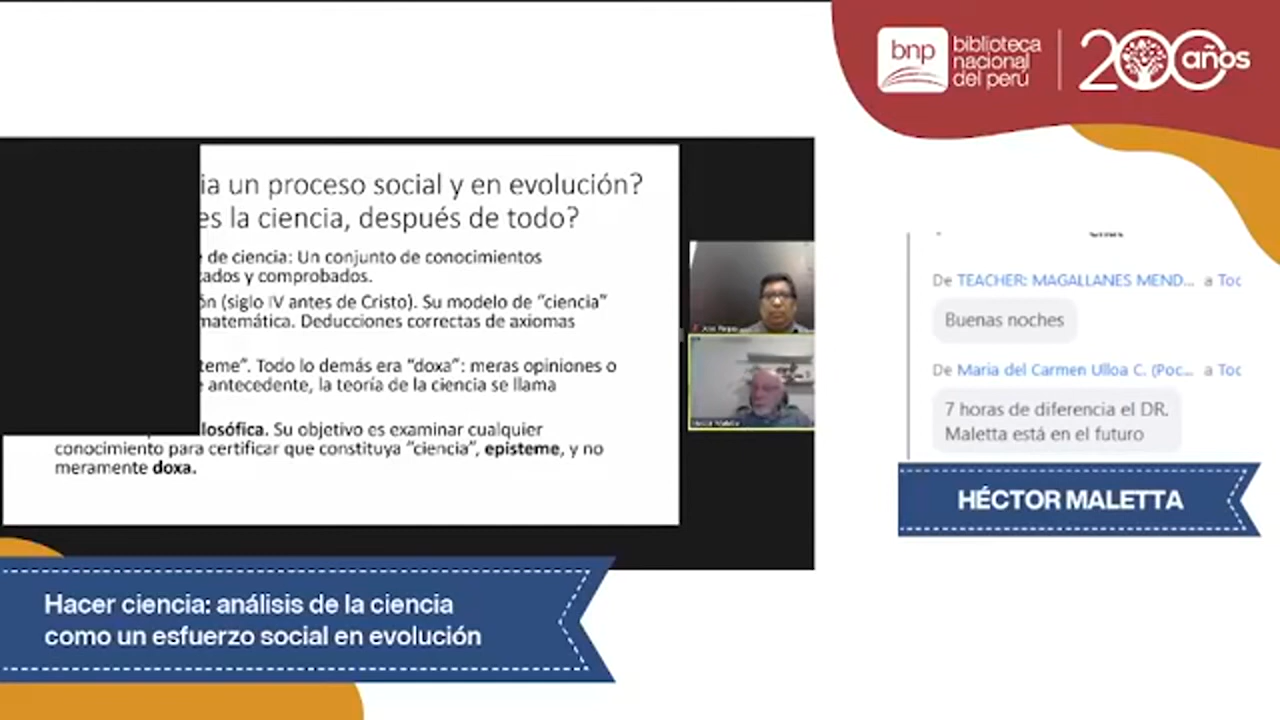 bnp
biblioteca
nacional
del perú
200 años
ia un proceso social y en evolución?
es la ciencia, después de todo?
de ciencia: Un conjunto de conocimientos
cados y comprobados.
ón (siglo IV antes de Cristo). Su modelo de “ciencia”
matemática. Deducciones correctas de axiomas
teme”. Todo lo demás era “doxa”: meras opiniones o
antecedente, la teoría de la ciencia se llama
losófica. Su objetivo es examinar cualquier
conocimiento para certificar que constituya “ciencia”, episteme, y no
meramente doxa.
De TEACHER: MAGALLANES MEND... a Toc
Buenas noches
De Maria del Carmen Ulloa C. (Poc... a Toc
7 horas de diferencia el DR.
Maletta está en el futuro
HÉCTOR MALETTA
Hacer ciencia: análisis de la ciencia
como un esfuerzo social en evolución